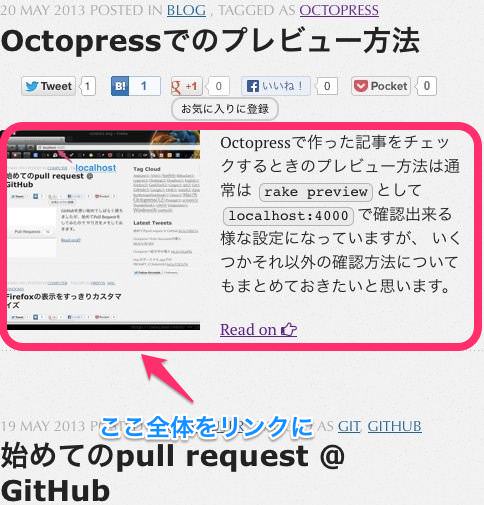 20 MAY 2013 POSTED IN BLOG , TAGGED AS OCTOPRESS
Octopressでのプレビュー方法
Tweet 1 B! 1 g +1 0 いいね！ 0 Pocket 0
お気に入りに登録
localhost
始めてのpull request @
GitHub
Tag Cloud
Latest Tweets
Firefoxの表示をすっきりカスタマ
イズ
Octopressで作った記事をチェッ
クするときのプレビュー方法は通
常は rake preview として
localhost:4000 で確認出来る
様な設定になっていますが、いく
つかそれ以外の確認方法について
もまとめておきたいと思います。
Read on
ここ全体をリンクに
19 MAY 2013 AS GIT, GITHUB
始めてのpull request @
GitHub